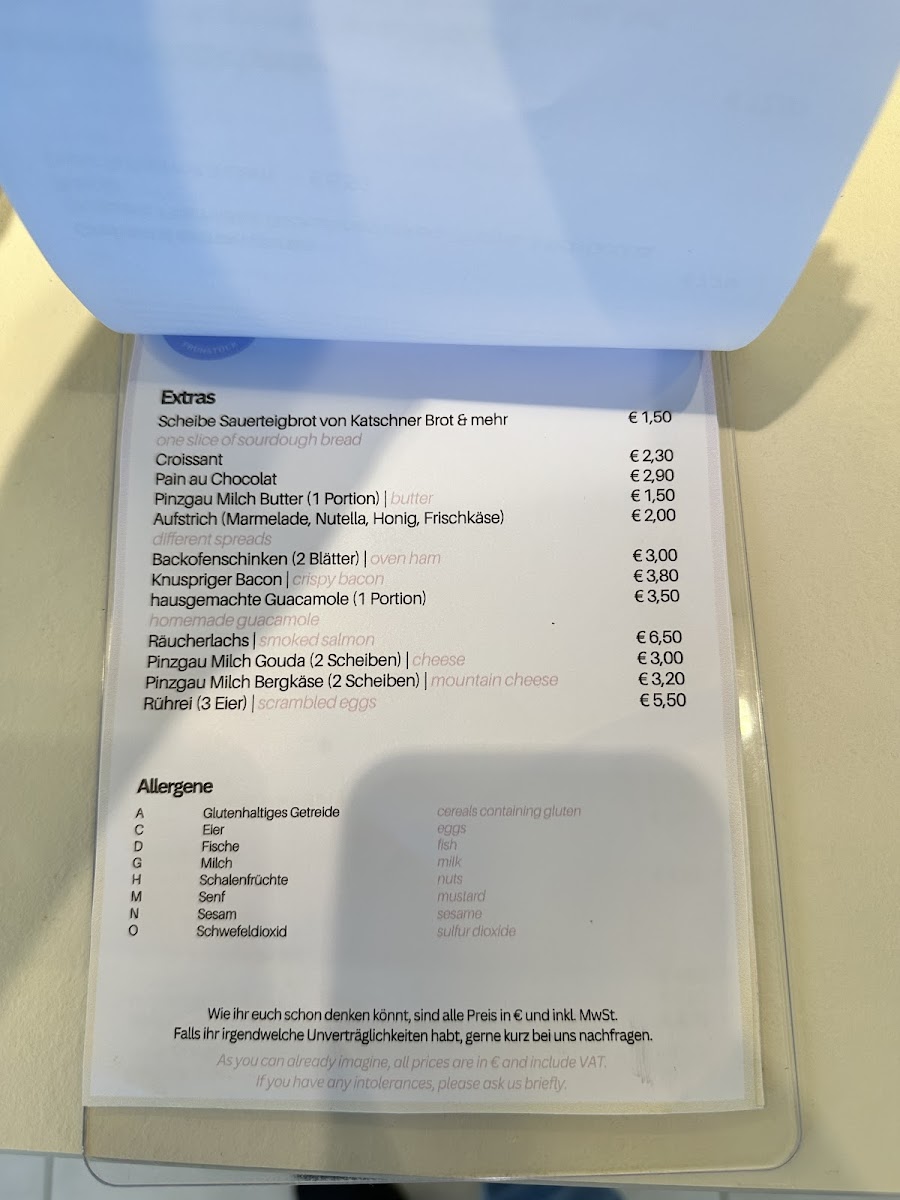 FRÜHSTÜCK
Extras
Scheibe Sauerteigbrot von Katschner Brot & mehr € 1,50
one slice of sourdough bread
Croissant € 2,30
Pain au Chocolat € 2,90
Pinzgau Milch Butter (1 Portion) | butter € 1,50
Aufstrich (Marmelade, Nutella, Honig, Frischkäse) € 2,00
different spreads
Backofenschinken (2 Blätter) | oven ham € 3,00
Knuspriger Bacon | crispy bacon € 3,80
hausgemachte Guacamole (1 Portion) € 3,50
homemade guacamole
Räucherlachs | smoked salmon € 6,50
Pinzgau Milch Gouda (2 Scheiben) | cheese € 3,00
Pinzgau Milch Bergkäse (2 Scheiben) | mountain cheese € 3,20
Rührei (3 Eier) | scrambled eggs € 5,50
Allergene
A Glutenhaltiges Getreide cereals containing gluten
C Eier eggs
D Fische fish
G Milch milk
H Schalenfrüchte nuts
M Senf mustard
N Sesam sesame
O Schwefeldioxid sulfur dioxide
Wie ihr euch schon denken könnt, sind alle Preis in € und inkl. MwSt.
Falls ihr irgendwelche Unverträglichkeiten habt, gerne kurz bei uns nachfragen.
As you can already imagine, all prices are in € and include VAT.
If you have any intolerances, please ask us briefly.